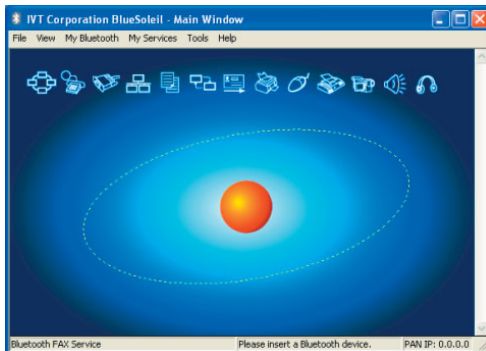 IVT Corporation BlueSoleil - Main Window
File View My Bluetooth My Services Tools Help
Bluetooth FAX Service Please insert a Bluetooth device. PAN IP: 0.0.0.0